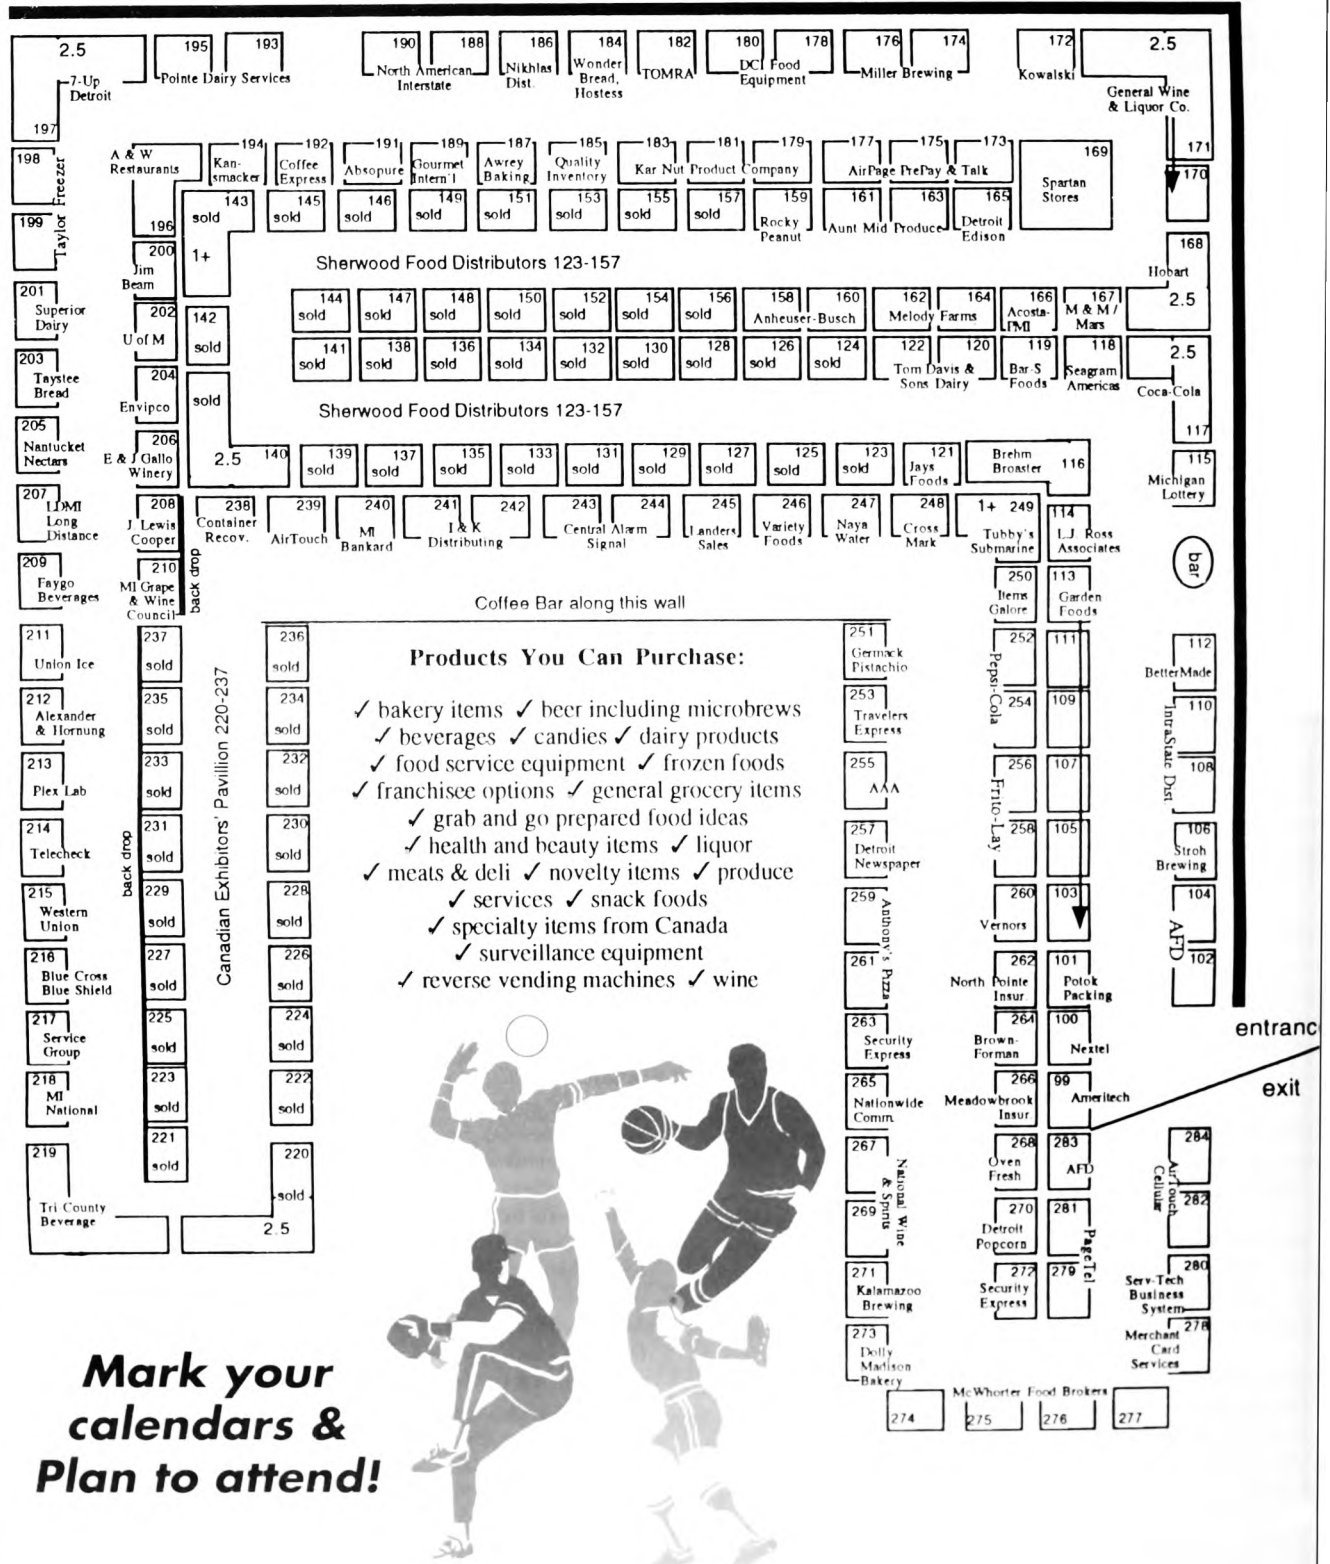 2.5
7-Up
Detroit
197
195
193
Pointe Dairy Services
190
188
North American
Interstate
186
Nikhlas
Dist.
184
Wonder
Bread,
Hostess
182
TOMRA
180
178
DCI Food
Equipment
176
174
Miller Brewing
172
Kowalski
2.5
General Wine
& Liquor Co.
171
170
198
199
Taylor Freezer
A & W
Restaurants
196
194
Kan-
smacker
192
Coffee
Express
191
Absopure
189
Gourmet
Intern'l
187
Awrey
Baking
185
Quality
Inventory
183
181
179
Kar Nut Product Company
177
175
173
AirPage PrePay & Talk
169
Spartan
Stores
143
sold
1+
145
sold
146
sold
149
sold
151
sold
153
sold
155
sold
157
sold
159
Rocky
Peanut
161
163
Aunt Mid Produce
165
Detroit
Edison
168
Hobart
2.5
200
Jim
Beam
Sherwood Food Distributors 123-157
201
Superior
Dairy
202
U of M
142
sold
144
sold
147
sold
148
sold
150
sold
152
sold
154
sold
156
sold
158
160
Anheuser-Busch
162
164
Melody Farms
166
Acosta-
PMI
167
M & M /
Mars
203
Taystee
Bread
204
Envipco
sold
2.5
140
141
sold
138
sold
136
sold
134
sold
132
sold
130
sold
128
sold
126
sold
124
sold
122
120
Tom Davis &
Sons Dairy
119
Bar-S
Foods
118
Seagram
Americas
2.5
Coca-Cola
117
Sherwood Food Distributors 123-157
205
Nantucket
Nectars
206
E & J Gallo
Winery
139
sold
137
sold
135
sold
133
sold
131
sold
129
sold
127
sold
125
sold
123
sold
121
Jays
Foods
Brehm
Broaster
116
115
Michigan
Lottery
207
LDMI
Long
Distance
208
J. Lewis
Cooper
back drop
238
Container
Recov.
239
AirTouch
240
MI
Bankard
241
242
I & K
Distributing
243
244
Central Alarm
Signal
245
Landers
Sales
246
Variety
Foods
247
Naya
Water
248
Cross
Mark
1+ 249
Tubby's
Submarine
114
L.J. Ross
Associates
bar
209
Faygo
Beverages
210
MI Grape
& Wine
Council
250
Items
Galore
113
Garden
Foods
Coffee Bar along this wall
211
Union Ice
212
Alexander
& Hornung
213
Plex Lab
214
Telecheck
215
Western
Union
216
Blue Cross
Blue Shield
217
Service
Group
218
MI
National
219
Tri County
Beverage
237
sold
235
sold
233
sold
231
sold
229
sold
227
sold
225
sold
223
sold
221
sold
back drop
Canadian Exhibitors' Pavillion 220-237
236
sold
234
sold
232
sold
230
sold
228
sold
226
sold
224
sold
222
sold
220
sold
2.5
Products You Can Purchase:
✓ bakery items ✓ beer including microbrews
✓ beverages ✓ candies ✓ dairy products
✓ food service equipment ✓ frozen foods
✓ franchisee options ✓ general grocery items
✓ grab and go prepared food ideas
✓ health and beauty items ✓ liquor
✓ meats & deli ✓ novelty items ✓ produce
✓ services ✓ snack foods
✓ specialty items from Canada
✓ surveillance equipment
✓ reverse vending machines ✓ wine
251
Germack
Pistachio
253
Travelers
Express
255
AAA
257
Detroit
Newspaper
259
261
Anthony's Pizza
263
Security
Express
265
Nationwide
Comm.
267
269
National Wine
& Spirits
271
Kalamazoo
Brewing
273
Dolly
Madison
Bakery
252
254
Pepsi-Cola
256
258
Frito-Lay
260
Vernors
262
North Pointe
Insur.
264
Brown-
Forman
266
Meadowbrook
Insur.
268
Oven
Fresh
270
Detroit
Popcorn
272
Security
Express
111
109
107
105
103
101
Potok
Packing
100
Nextel
99
Ameritech
283
AFD
281
279
PageTel
112
BetterMade
110
108
IntraState Dist
106
Stroh
Brewing
104
102
AFD
entranc
exit
284
282
AirTouch
Cellular
280
Serv-Tech
Business
System
278
Merchant
Card
Services
McWhorter Food Brokers
274
275
276
277
Mark your
calendars &
Plan to attend!